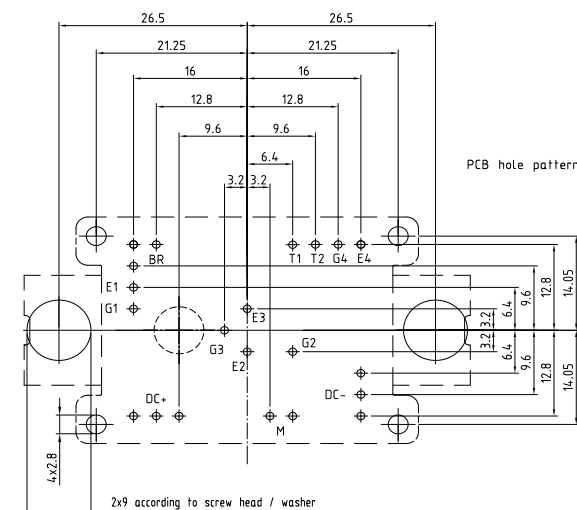 26.5 26.5
21.25 21.25
16 16
12.8 12.8
9.6 9.6
6.4
3.2 3.2
PCB hole pattern
BR T1 T2 G4 E4
E1
G1
E3
G3
E2
G2
DC+
DC-
M
3.2
6.4
9.6
12.8
14.05
3.2
6.4
9.6
12.8
14.05
4x2.8
2x9 according to screw head / washer